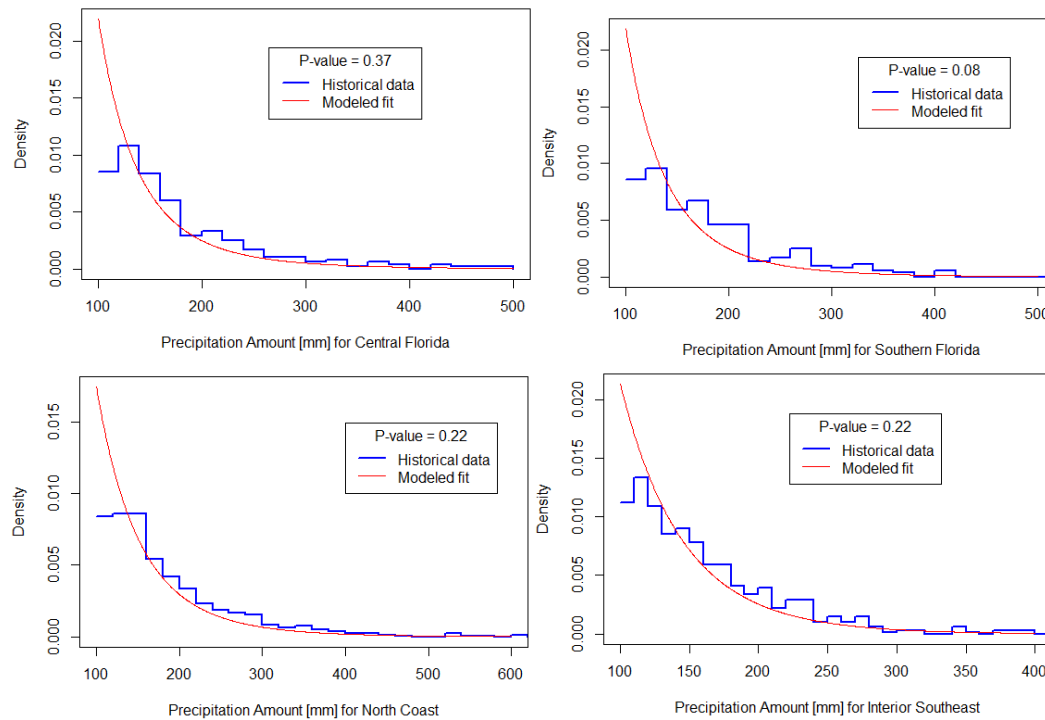 P-value = 0.37
Historical data
Modeled fit
Density
0.000
0.005
0.010
0.015
0.020
100
200
300
400
500
Precipitation Amount [mm] for Central Florida
P-value = 0.08
Historical data
Modeled fit
Density
0.000
0.005
0.010
0.015
0.020
100
200
300
400
500
Precipitation Amount [mm] for Southern Florida
P-value = 0.22
Historical data
Modeled fit
Density
0.000
0.005
0.010
0.015
100
200
300
400
500
600
Precipitation Amount [mm] for North Coast
P-value = 0.22
Historical data
Modeled fit
Density
0.000
0.005
0.010
0.015
0.020
100
150
200
250
300
350
400
Precipitation Amount [mm] for Interior Southeast